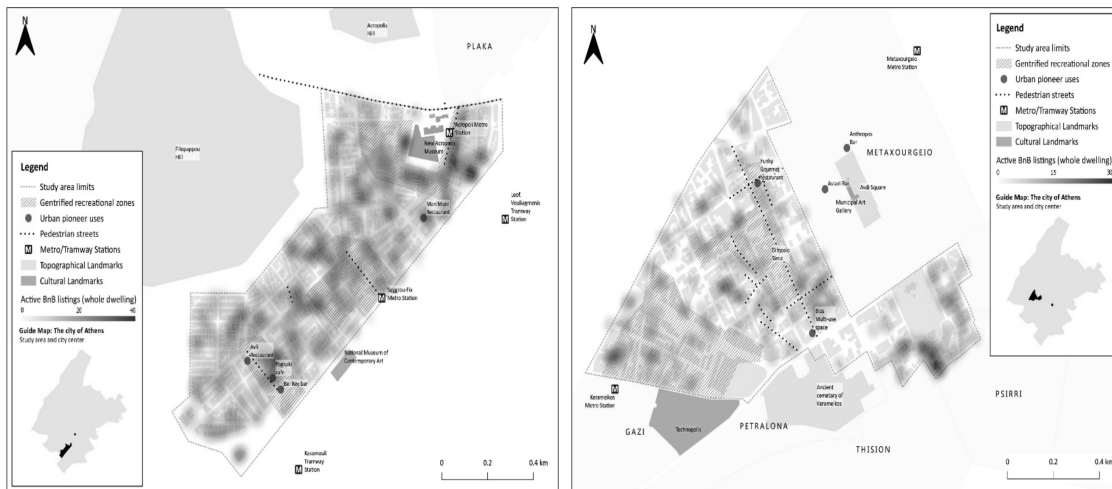 N
Acropolis
Hill
PLAKA
Filopappou
Hill
Acropoli Metro
Station
New Acropolis
Museum
Mani Mani
Restaurant
Leof.
Vouliagmenis
Tramway
Station
Syggrou-Fix
Metro Station
National Museum of
Contemporary Art
Avli
Restaurant
Pagkaki
cafe
Bel Ray bar
Kasomouli
Tramway
Station
Legend
Study area limits
Gentrified recreational zones
Urban pioneer uses
Pedestrian streets
M Metro/Tramway Stations
Topographical Landmarks
Cultural Landmarks
Active BnB listings (whole dwelling)
0 20 40
Guide Map: The city of Athens
Study area and city center
0 0.2 0.4 km
N
Metaxourgeio
Metro Station
Anthropos
Bar
METAXOURGEIO
Funky
Gourmet
Restaurant
Avdi Square
Municipal Art
Gallery
Multi-use
space
Kerameikos
Metro Station
Ancient
cemetary of
Kerameikos
Technopolis
GAZI
PETRALONA
THISION
PSIRRI
Legend
Study area limits
Gentrified recreational zones
Urban pioneer uses
Pedestrian streets
M Metro/Tramway Stations
Topographical Landmarks
Cultural Landmarks
Active BnB listings (whole dwelling)
0 15 30
Guide Map: The city of Athens
Study area and city center
0 0.2 0.4 km